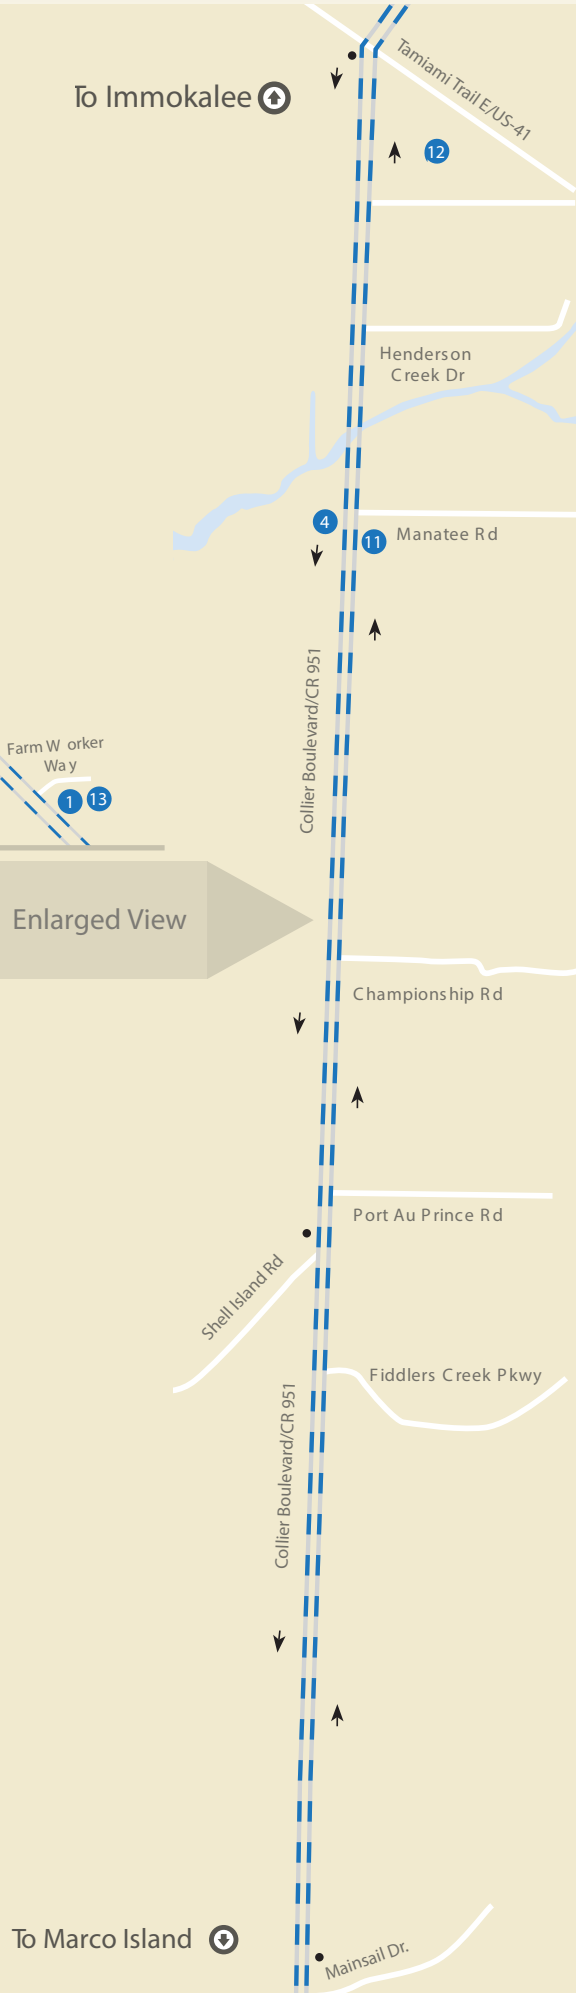 Tamiami Trail E/US-41
To Immokalee
12
Henderson
Creek Dr
4
11
Manatee Rd
Collier Boulevard/CR 951
Farm Worker
Way
1
13
Enlarged View
Championship Rd
Port Au Prince Rd
Shell Island Rd
Fiddlers Creek Pkwy
Collier Boulevard/CR 951
To Marco Island
Mainsail Dr.